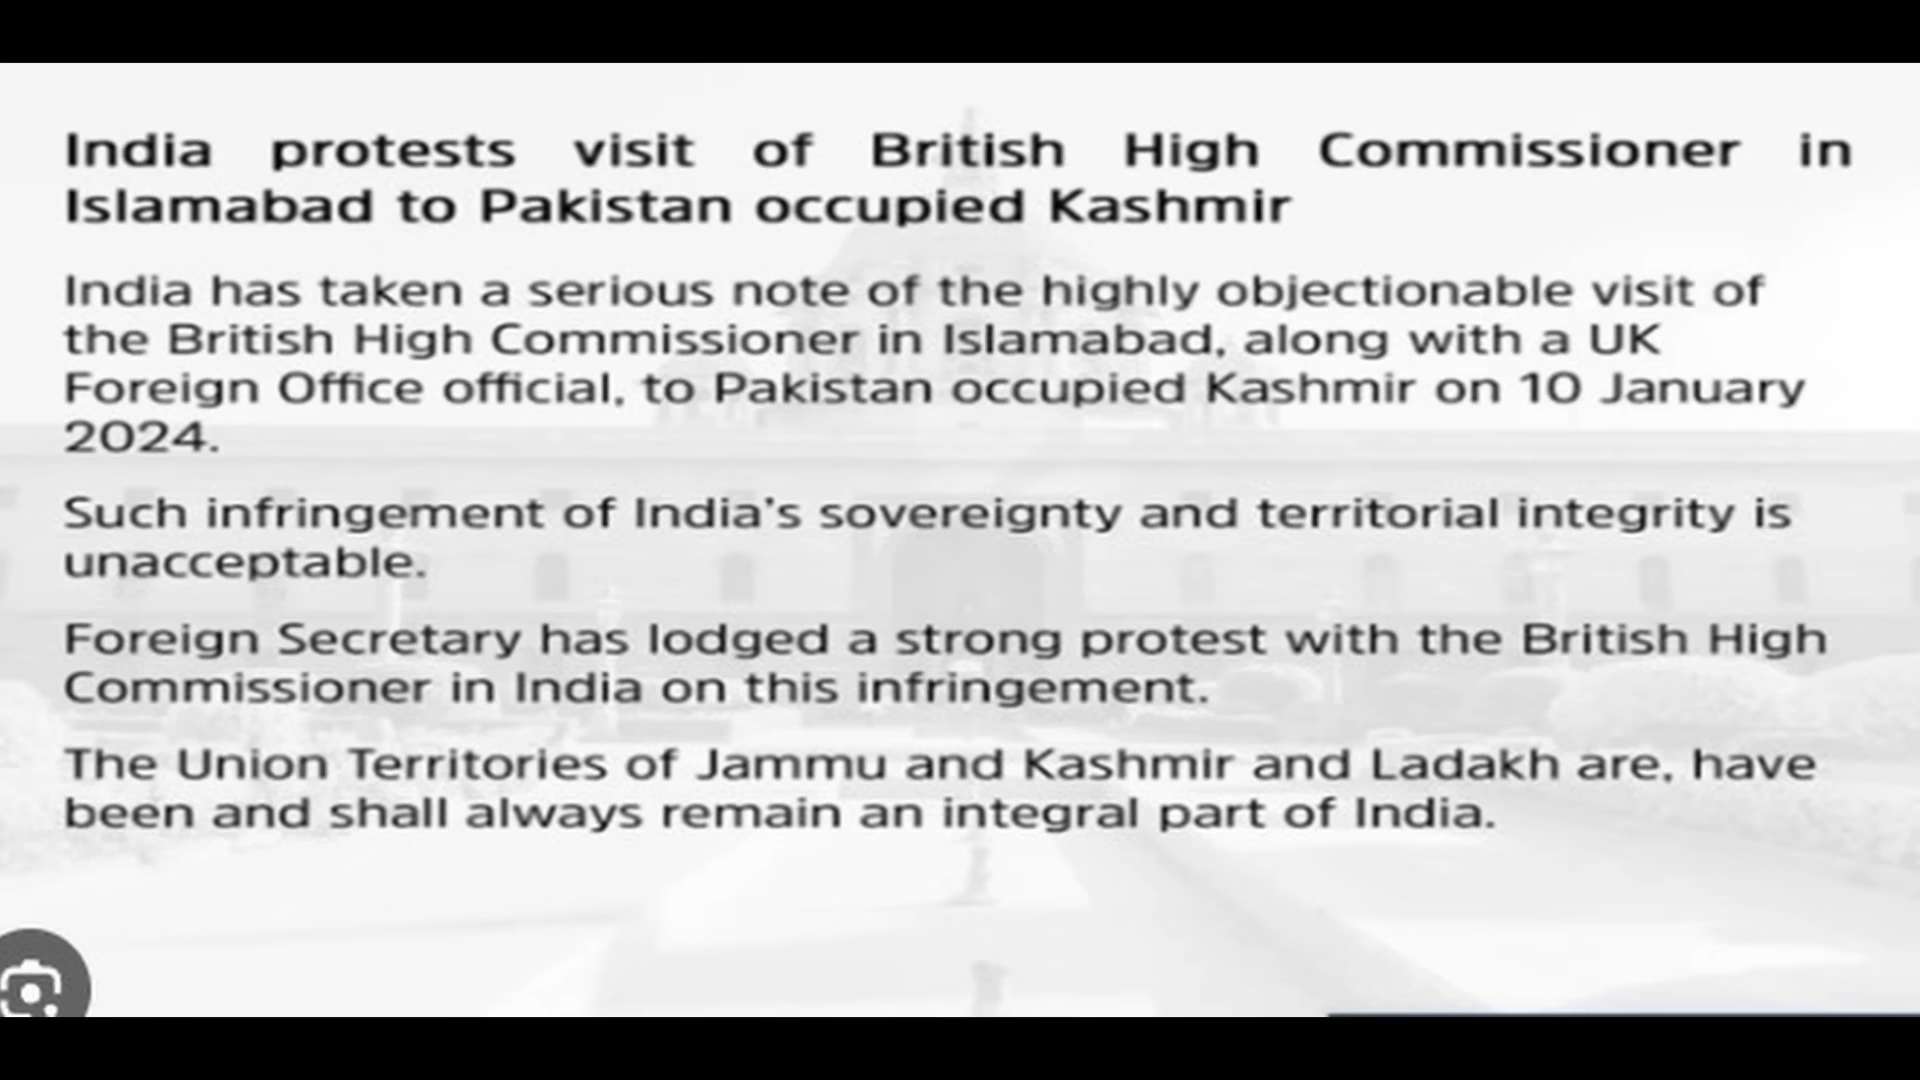 India protests visit of British High Commissioner in
Islamabad to Pakistan occupied Kashmir
India has taken a serious note of the highly objectionable visit of
the British High Commissioner in Islamabad, along with a UK
Foreign Office official, to Pakistan occupied Kashmir on 10 January
2024.
Such infringement of India's sovereignty and territorial integrity is
unacceptable.
Foreign Secretary has lodged a strong protest with the British High
Commissioner in India on this infringement.
The Union Territories of Jammu and Kashmir and Ladakh are, have
been and shall always remain an integral part of India.